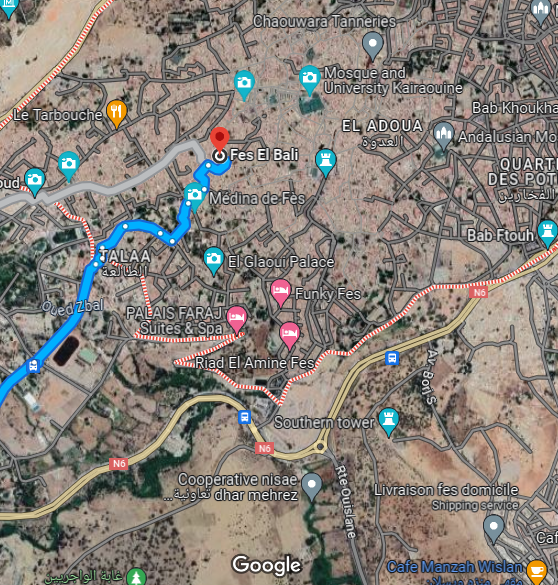 Chaouwara Tanneries
Mosque and
University Kairaouine
Le Tarbouche
Bab Khoukha
EL ADOUA
العدوة
Andalusian Mo
Fes El Bali
QUART
DES POT
الفخارين
oud
Médina de Fès
Bab Ftouh
TALAA
الطالعة
El Glaoui Palace
Funky Fes
N6
Oued Zbal
PALAIS FARAJ
Suites & Spa
Riad El Amine Fes
Av. Borj S
Southern tower
N6
N6
Rte Ouislane
Cooperative nisae
dhar mehrez تعاونية...
Livraison fes domicile
Shipping service
Google
Caf
Cafe Manzah Wislan
غابة الواجريين